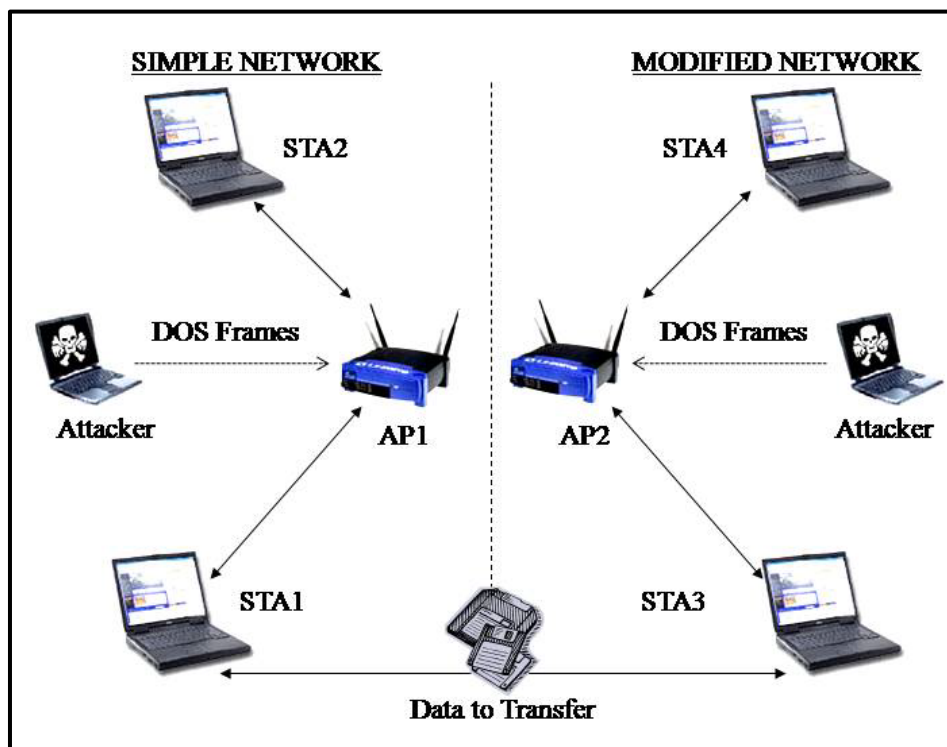 SIMPLE NETWORK
MODIFIED NETWORK
STA2
STA4
DOS Frames
DOS Frames
Attacker
AP1
AP2
Attacker
STA1
STA3
Data to Transfer